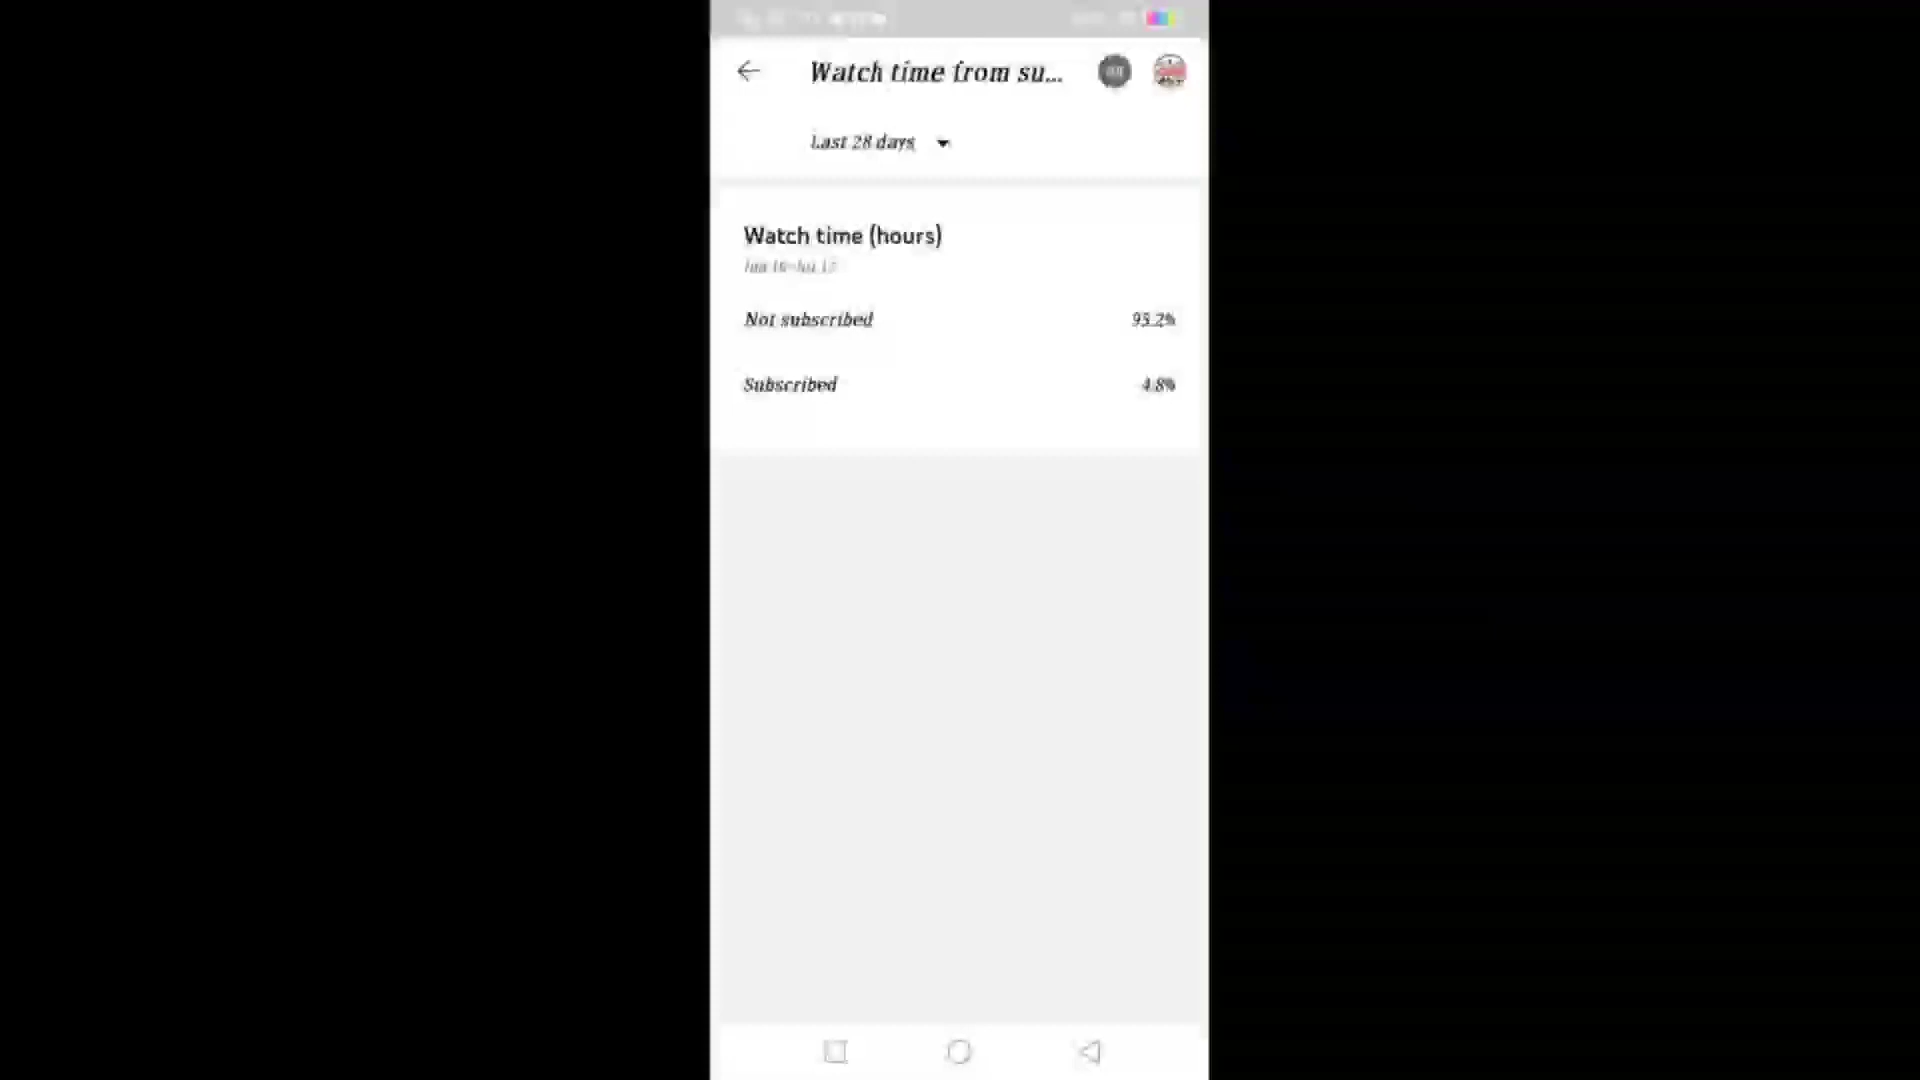 Watch time from su...
Last 28 days
Watch time (hours)
Not subscribed 95.2%
Subscribed 4.8%